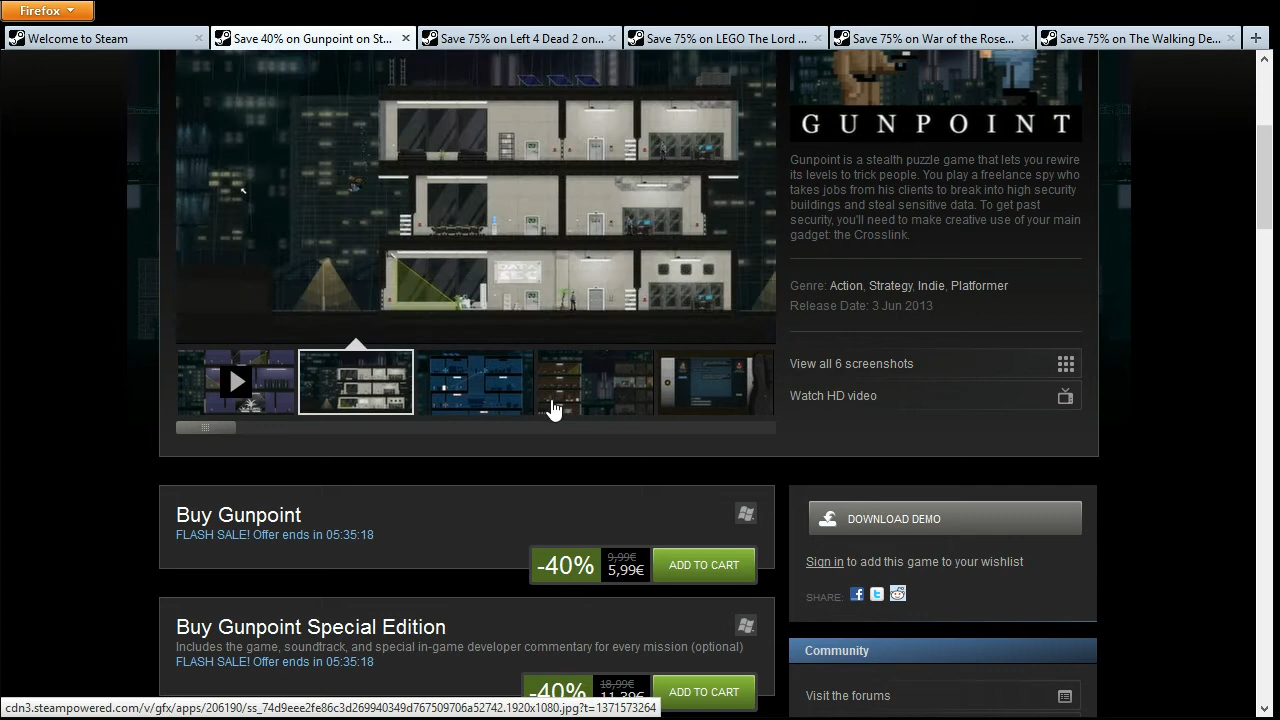 Firefox
Welcome to Steam
Save 40% on Gunpoint on St...
Save 75% on Left 4 Dead 2 on...
Save 75% on LEGO The Lord ...
Save 75% on War of the Rose...
Save 75% on The Walking De...
GUNPOINT
Gunpoint is a stealth puzzle game that lets you rewire
its levels to trick people. You play a freelance spy who
takes jobs from his clients to break into high security
buildings and steal sensitive data. To get past
security, you'll need to make creative use of your main
gadget: the Crosslink.
Genre: Action, Strategy, Indie, Platformer
Release Date: 3 Jun 2013
View all 6 screenshots
Watch HD video
DATA
SEC
Buy Gunpoint
FLASH SALE! Offer ends in 05:35:18
-40%
9,99€
5,99€
ADD TO CART
Buy Gunpoint Special Edition
Includes the game, soundtrack, and special in-game developer commentary for every mission (optional)
FLASH SALE! Offer ends in 05:35:18
-40%
18,99€
11,39€
ADD TO CART
DOWNLOAD DEMO
Sign in to add this game to your wishlist
SHARE:
Community
Visit the forums
cdn3.steampowered.com/v/gfx/apps/206190/ss_74d9eee2fe86c3d265940349d767509706a52742.1920x1080.jpg?t=1371573264